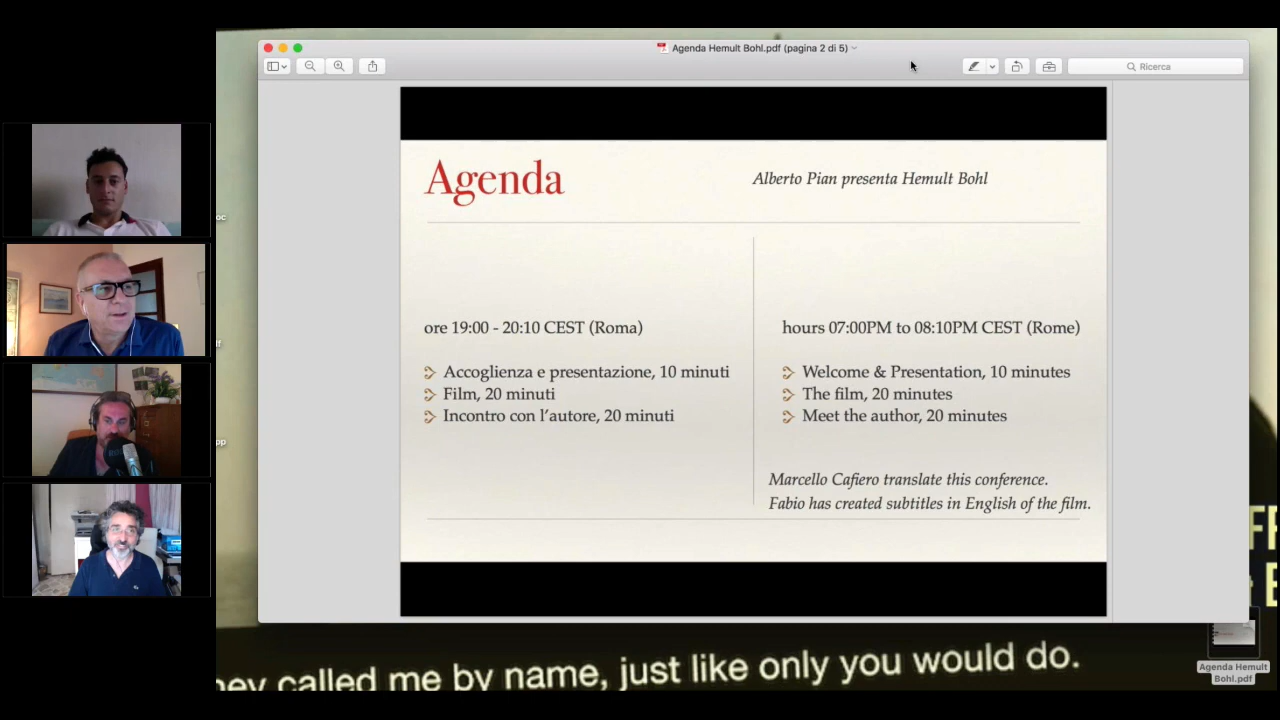 Agenda Hemult Bohl.pdf (pagina 2 di 5)
Ricerca
Agenda
Alberto Pian presenta Hemult Bohl
ore 19:00 - 20:10 CEST (Roma)
Accoglienza e presentazione, 10 minuti
Film, 20 minuti
Incontro con l'autore, 20 minuti
hours 07:00PM to 08:10PM CEST (Rome)
Welcome & Presentation, 10 minutes
The film, 20 minutes
Meet the author, 20 minutes
Marcello Cafiero translate this conference.
Fabio has created subtitles in English of the film.
called me by name, just like only you would do.
Agenda Hemult
Bohl.pdf